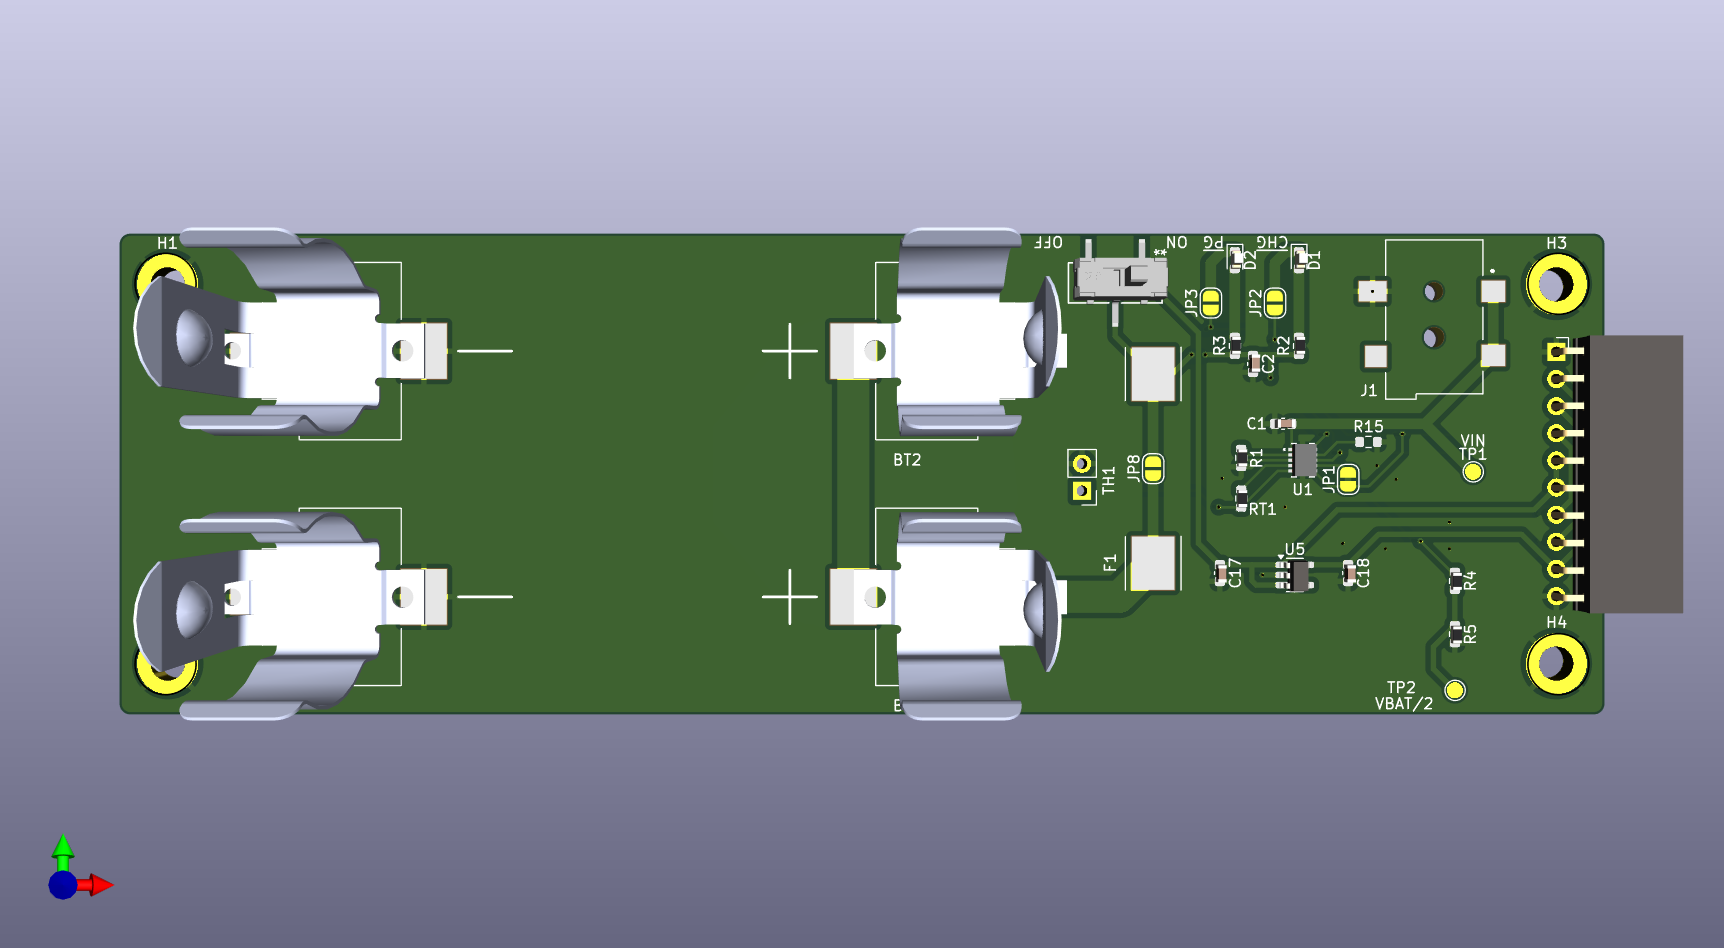 H1
OFF
ON
PG
CHG
H3
**
D2
D1
JP3
JP2
R3
R2
C2
J1
C1
R15
BT2
VIN
TP1
JP8
TH1
R1
U1
JP1
RT1
U5
F1
C17
C18
R4
H4
R5
TP2
VBAT/2